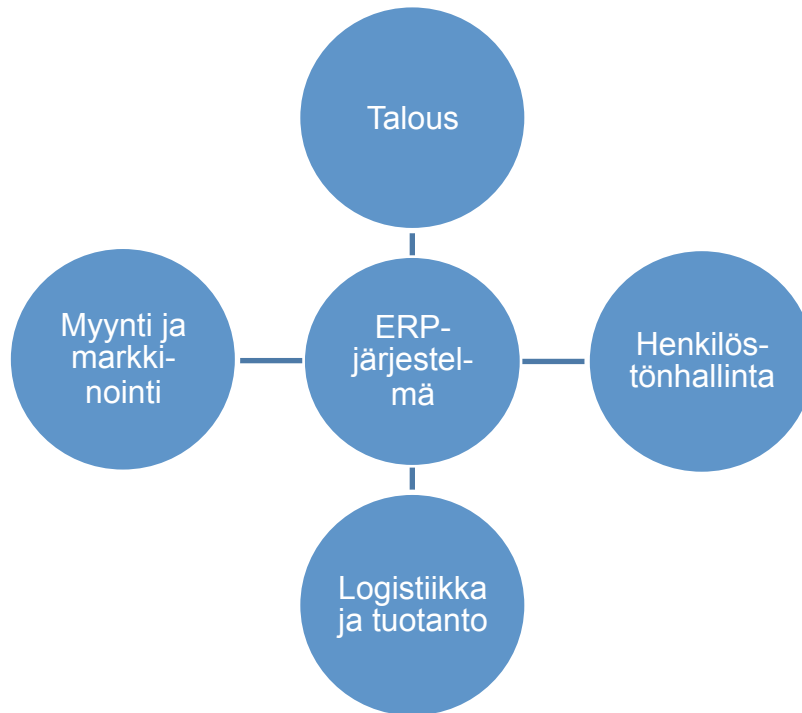 Talous
Myynti ja
markki-
nointi
ERP-
järjestel-
mä
Henkilös-
tönhallinta
Logistiikka
ja tuotanto